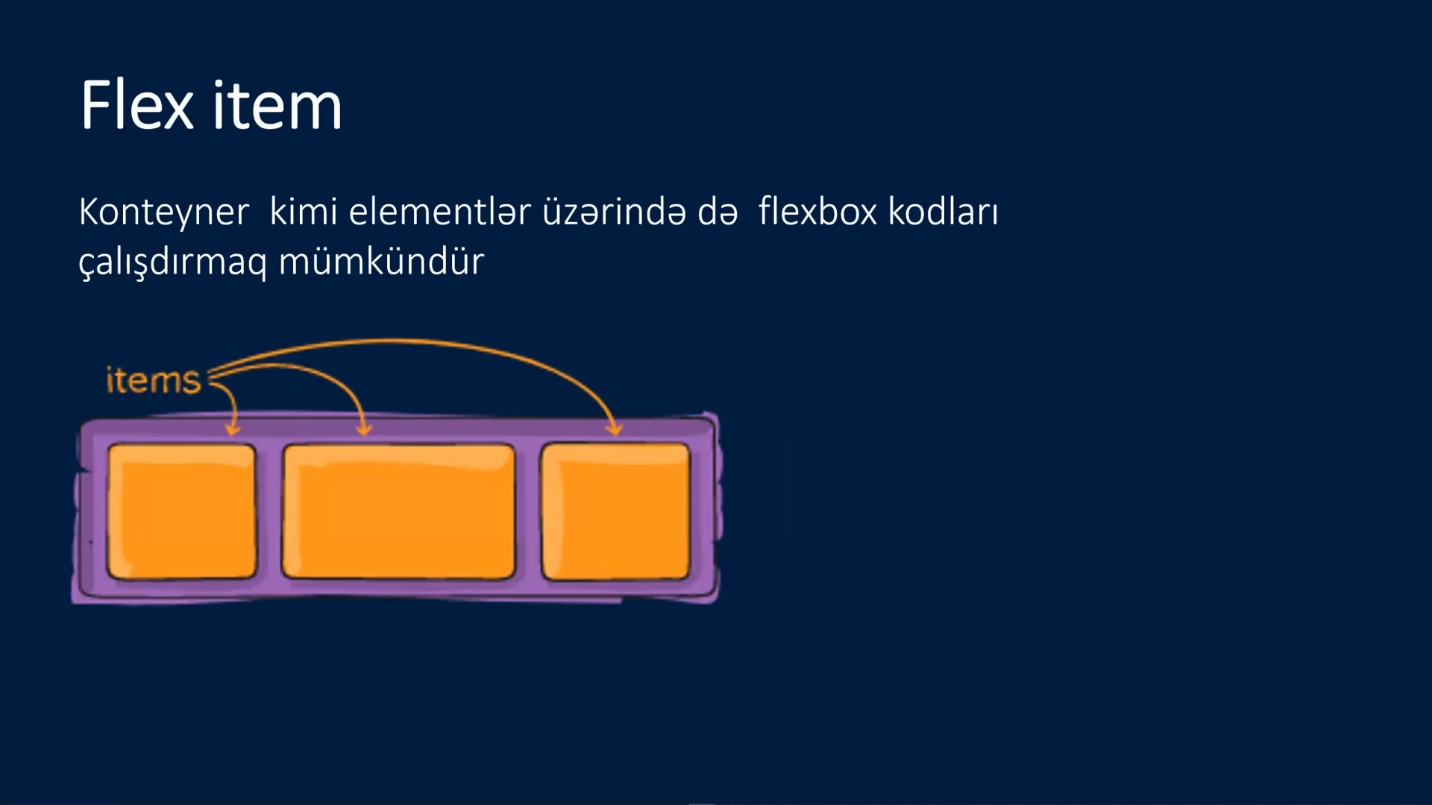 Flex item
Konteyner  kimi elementlər üzərində də  flexbox kodları
çalışdırmaq mümkündür
items